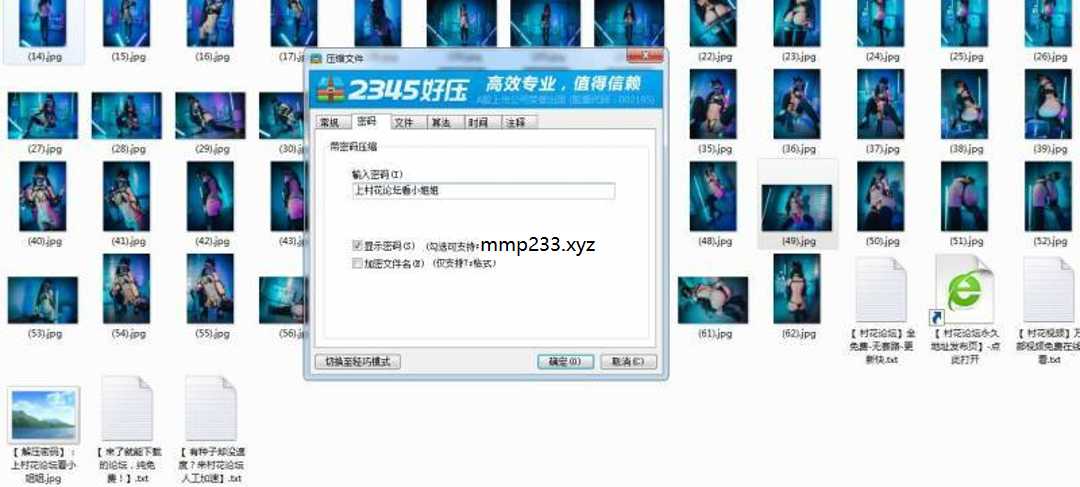 (14).jpg
(15).jpg
(16).jpg
(17).j
(22).jpg
(23).jpg
(24).jpg
(25).jpg
(26).jpg
压缩文件
2345好压 高效专业，值得信赖
(27).jpg
(28).jpg
(29).jpg
(30).j
常规 密码 文件 算法 时间 注释
(35).jpg
(36).jpg
(37).jpg
(38).jpg
(39).jpg
带密码压缩
输入密码(I)
上村花论坛看小姐姐
(40).jpg
(41).jpg
(42).jpg
(43).j
显示密码(S) (勾选可支持
mmp233.xyz
加密文件名(E) (仅支持7z格式)
(48).jpg
(49).jpg
(50).jpg
(51).jpg
(52).jpg
(53).jpg
(54).jpg
(55).jpg
(56).j
(61).jpg
(62).jpg
切换至轻巧模式 确定(O) 取消(C)
【村花论坛】全
免费-无套路-更
新快.txt
【村花论坛永久
地址发布页】-点
此打开
【村花视频】万
部视频免费在线
看.txt
【解压密码】：
上村花论坛看小
姐姐.jpg
【来了就能下载
的论坛，纯免
费！】.txt
【有种子却没速
度？来村花论坛
人工加速】.txt